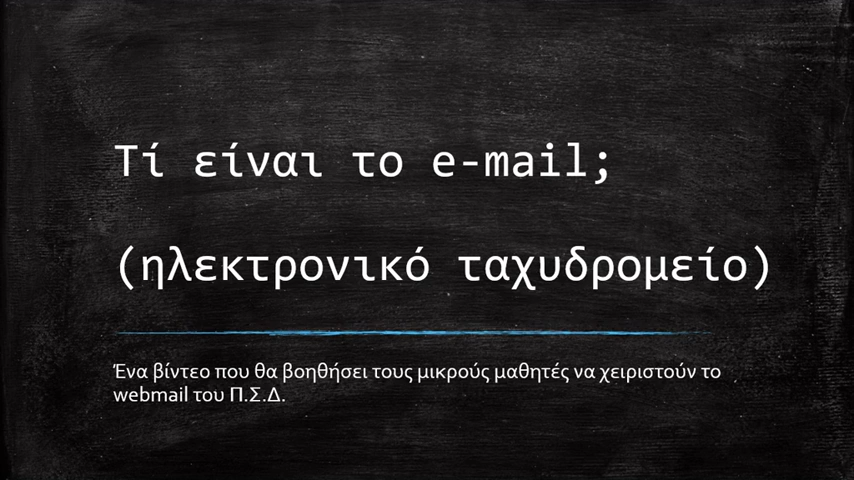 Τί είναι το e-mail;
(ηλεκτρονικό ταχυδρομείο)
Ένα βίντεο που θα βοηθήσει τους μικρούς μαθητές να χειριστούν το
webmail του Π.Σ.Δ.